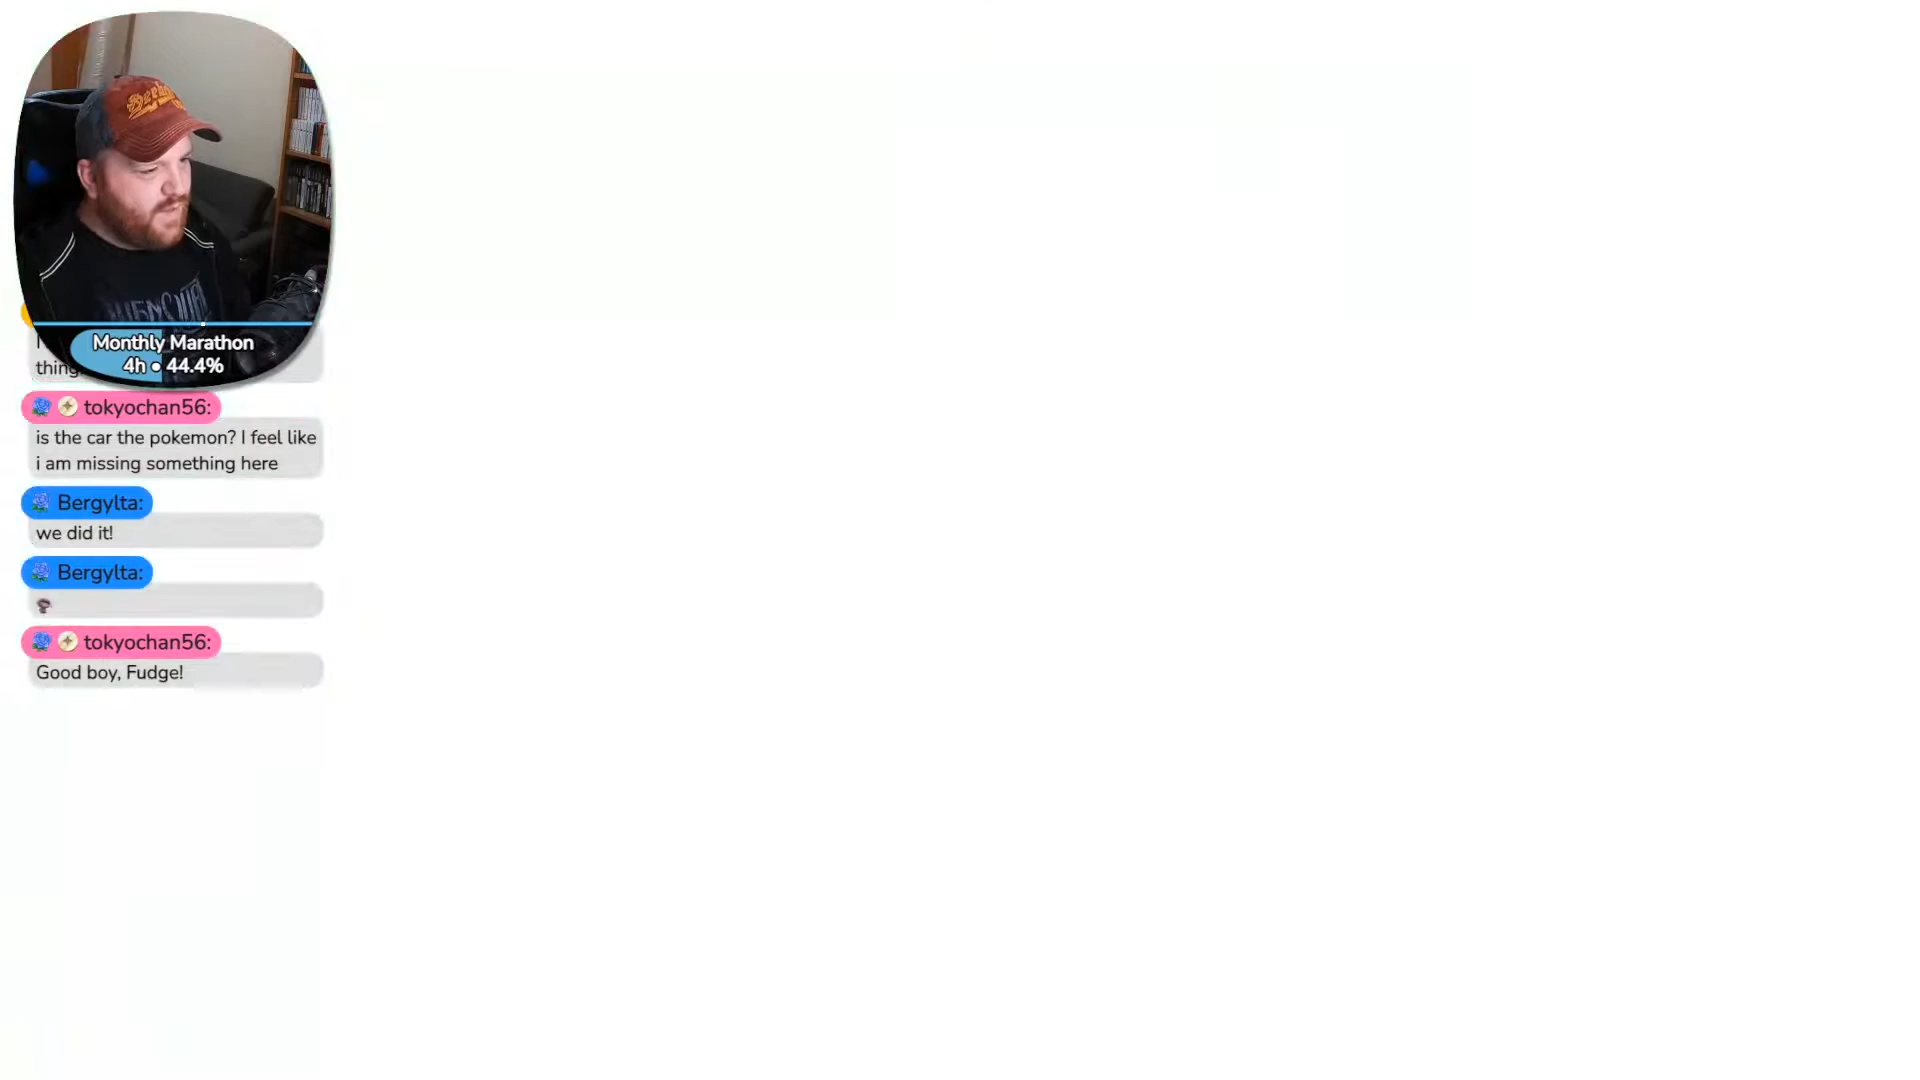 Monthly Marathon
4h • 44.4%
thing
tokyochan56:
is the car the pokemon? I feel like
i am missing something here
Bergylta:
we did it!
Bergylta:
tokyochan56:
Good boy, Fudge!